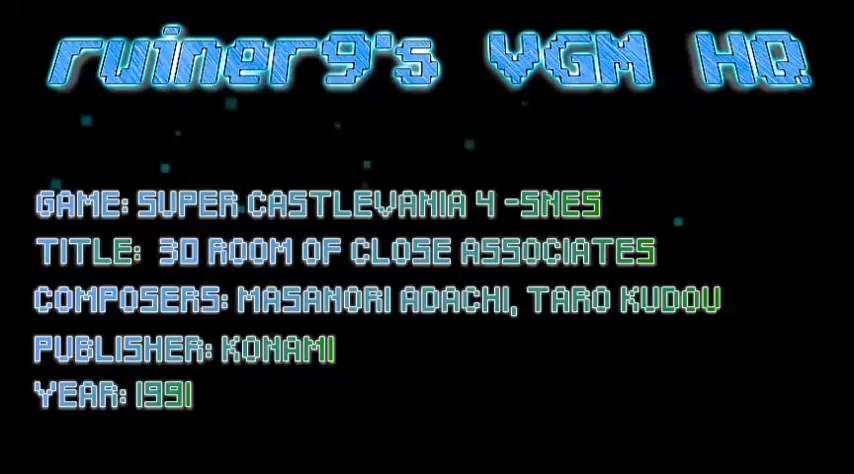 ruiner9's VGM HQ
GAME: SUPER CASTLEVANIA 4 -SNES
TITLE: 30 ROOM OF CLOSE ASSOCIATES
COMPOSERS: MASANORI ADACHI, TARO KUDOU
PUBLISHER: KONAMI
YEAR: 1991